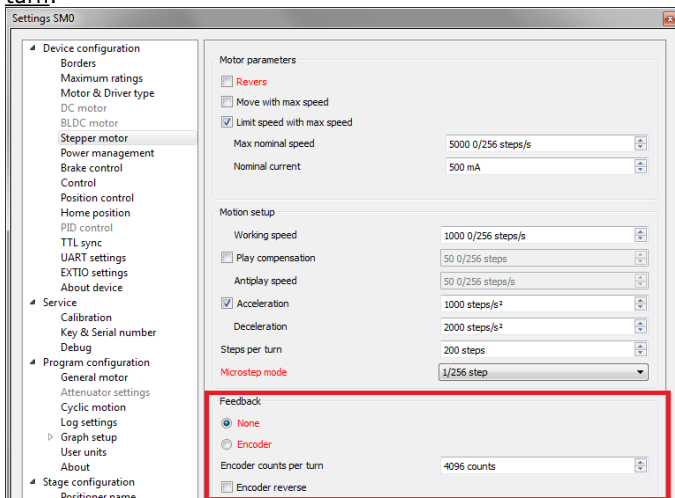 turn:
Settings SM0
Device configuration
Borders
Maximum ratings
Motor & Driver type
DC motor
BLDC motor
Stepper motor
Power management
Brake control
Control
Position control
Home position
PID control
TTL sync
UART settings
EXTIO settings
About device
Service
Calibration
Key & Serial number
Debug
Program configuration
General motor
Attenuator settings
Cyclic motion
Log settings
Graph setup
User units
About
Stage configuration
Positioner name
Motor parameters
Revers
Move with max speed
Limit speed with max speed
Max nominal speed 5000 0/256 steps/s
Nominal current 500 mA
Motion setup
Working speed 1000 0/256 steps/s
Play compensation 50 0/256 steps
Antiplay speed 50 0/256 steps/s
Acceleration 1000 steps/s²
Deceleration 2000 steps/s²
Steps per turn 200 steps
Microstep mode 1/256 step
Feedback
None
Encoder
Encoder counts per turn 4096 counts
Encoder reverse